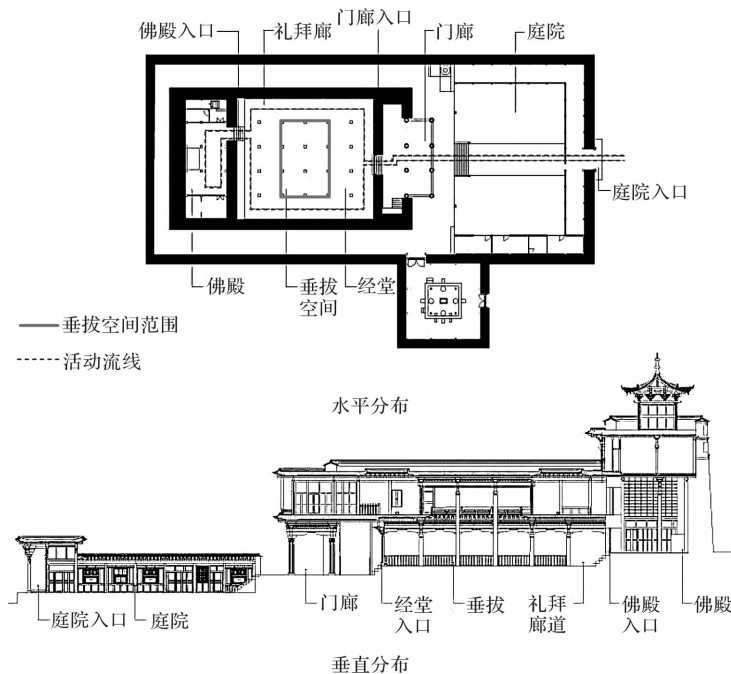 佛殿入口
礼拜廊
门廊入口
门廊
庭院
庭院入口
佛殿
垂拔
空间
经堂
垂拔空间范围
活动流线
水平分布
庭院入口
庭院
门廊
经堂
入口
垂拔
礼拜
廊道
佛殿
入口
佛殿
垂直分布